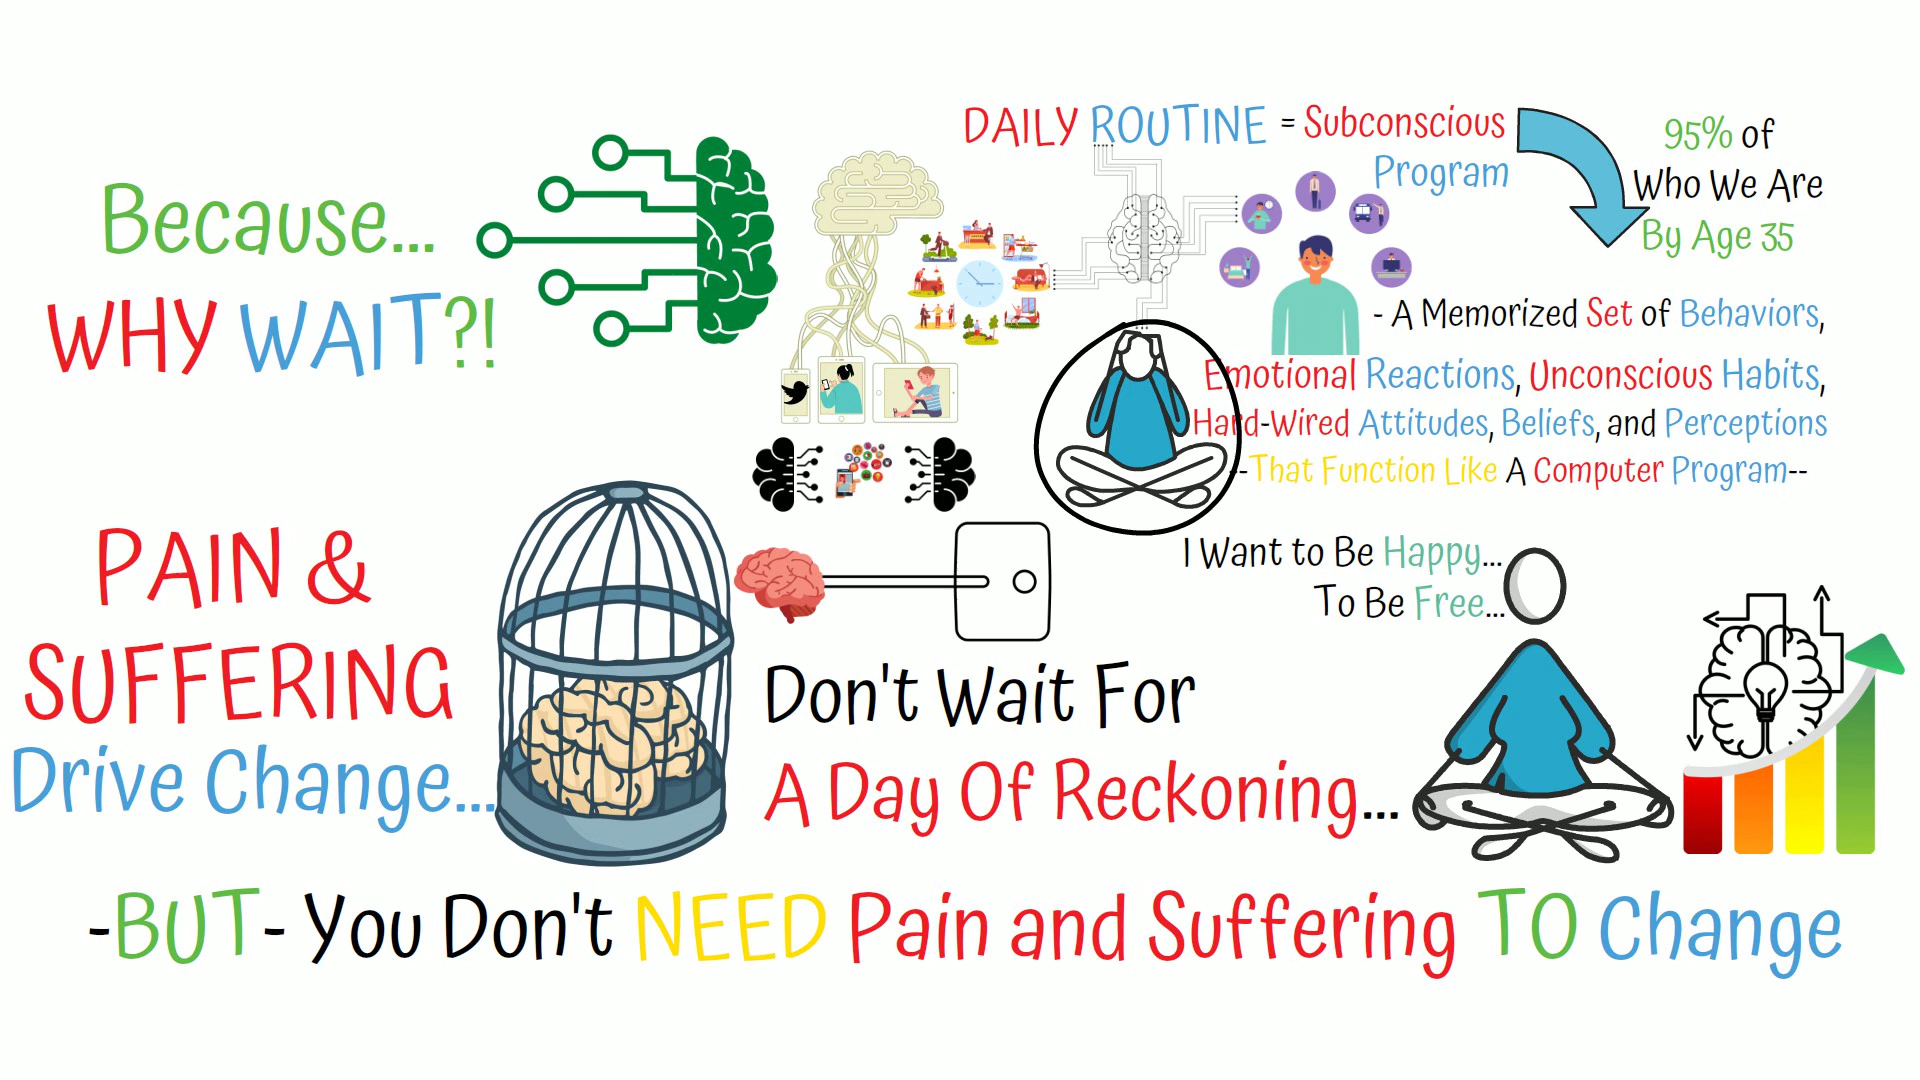 Because...
WHY WAIT?!
PAIN &
SUFFERING
Drive Change...
DAILY ROUTINE = Subconscious
Program
95% of
Who We Are
By Age 35
- A Memorized Set of Behaviors,
Emotional Reactions, Unconscious Habits,
Hard-Wired Attitudes, Beliefs, and Perceptions
--That Function Like A Computer Program--
I Want to Be Happy...
To Be Free...
Don't Wait For
A Day Of Reckoning...
-BUT- You Don't NEED Pain and Suffering TO Change